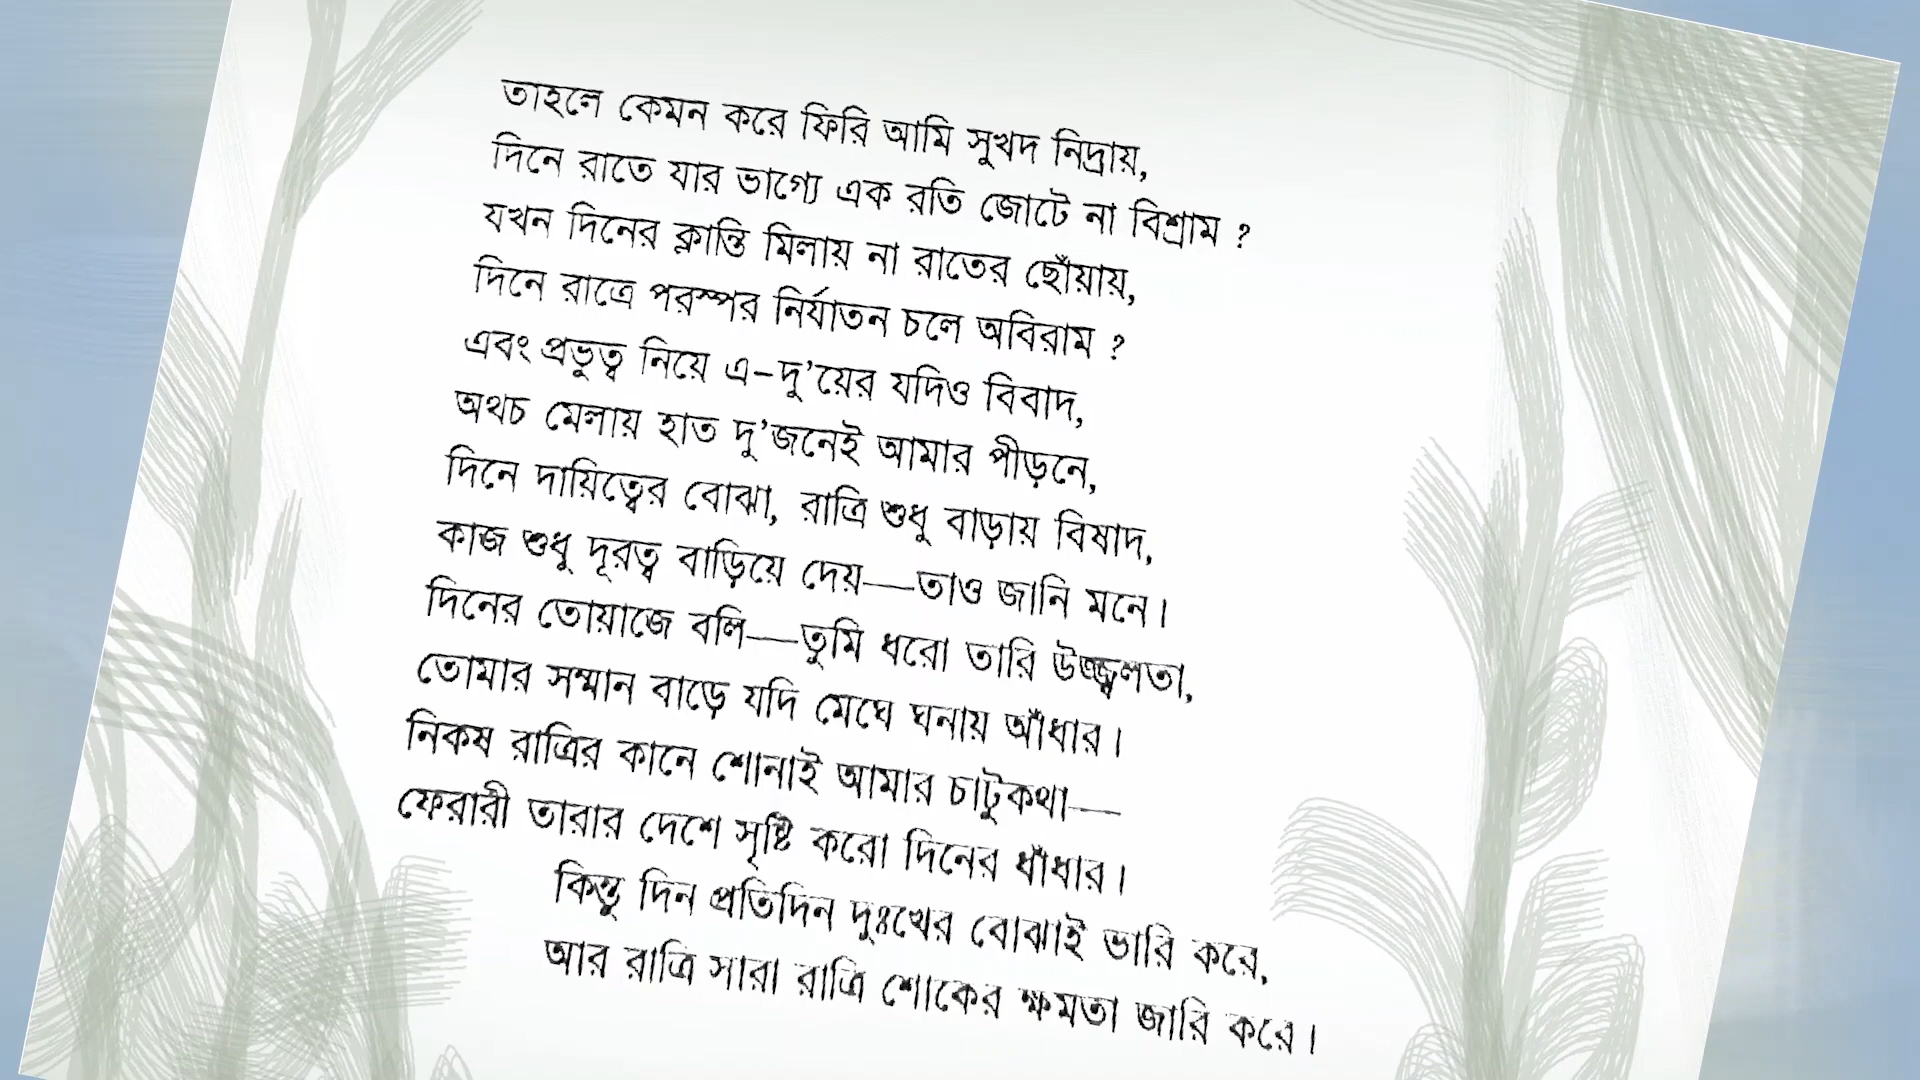 তাহলে কেমন করে ফিরি আমি সুখদ নিদ্রায়,
দিনে রাতে যার ভাগ্যে এক রতি জোটে না বিশ্রাম ?
যখন দিনের ক্লান্তি মিলায় না রাতের ছোঁয়ায়,
দিনে রাত্রে পরস্পর নির্যাতন চলে অবিরাম ?
এবং প্রভুত্ব নিয়ে এ-দু’য়ের যদিও বিবাদ,
অথচ মেলায় হাত দু’জনেই আমার পীড়নে,
দিনে দায়িত্বের বোঝা, রাত্রি শুধু বাড়ায় বিষাদ,
কাজ শুধু দূরত্ব বাড়িয়ে দেয়—তাও জানি মনে।
দিনের তোয়াজে বলি—তুমি ধরো তারি উজ্জ্বলতা,
তোমার সম্মান বাড়ে যদি মেঘে ঘনায় আঁধার।
নিকষ রাত্রির কানে শোনাই আমার চাটুকথা—
ফেরারী তারার দেশে সৃষ্টি করো দিনের ধাঁধার।
কিন্তু দিন প্রতিদিন দুঃখের বোঝাই ভারি করে,
আর রাত্রি সারা রাত্রি শোকের ক্ষমতা জারি করে।